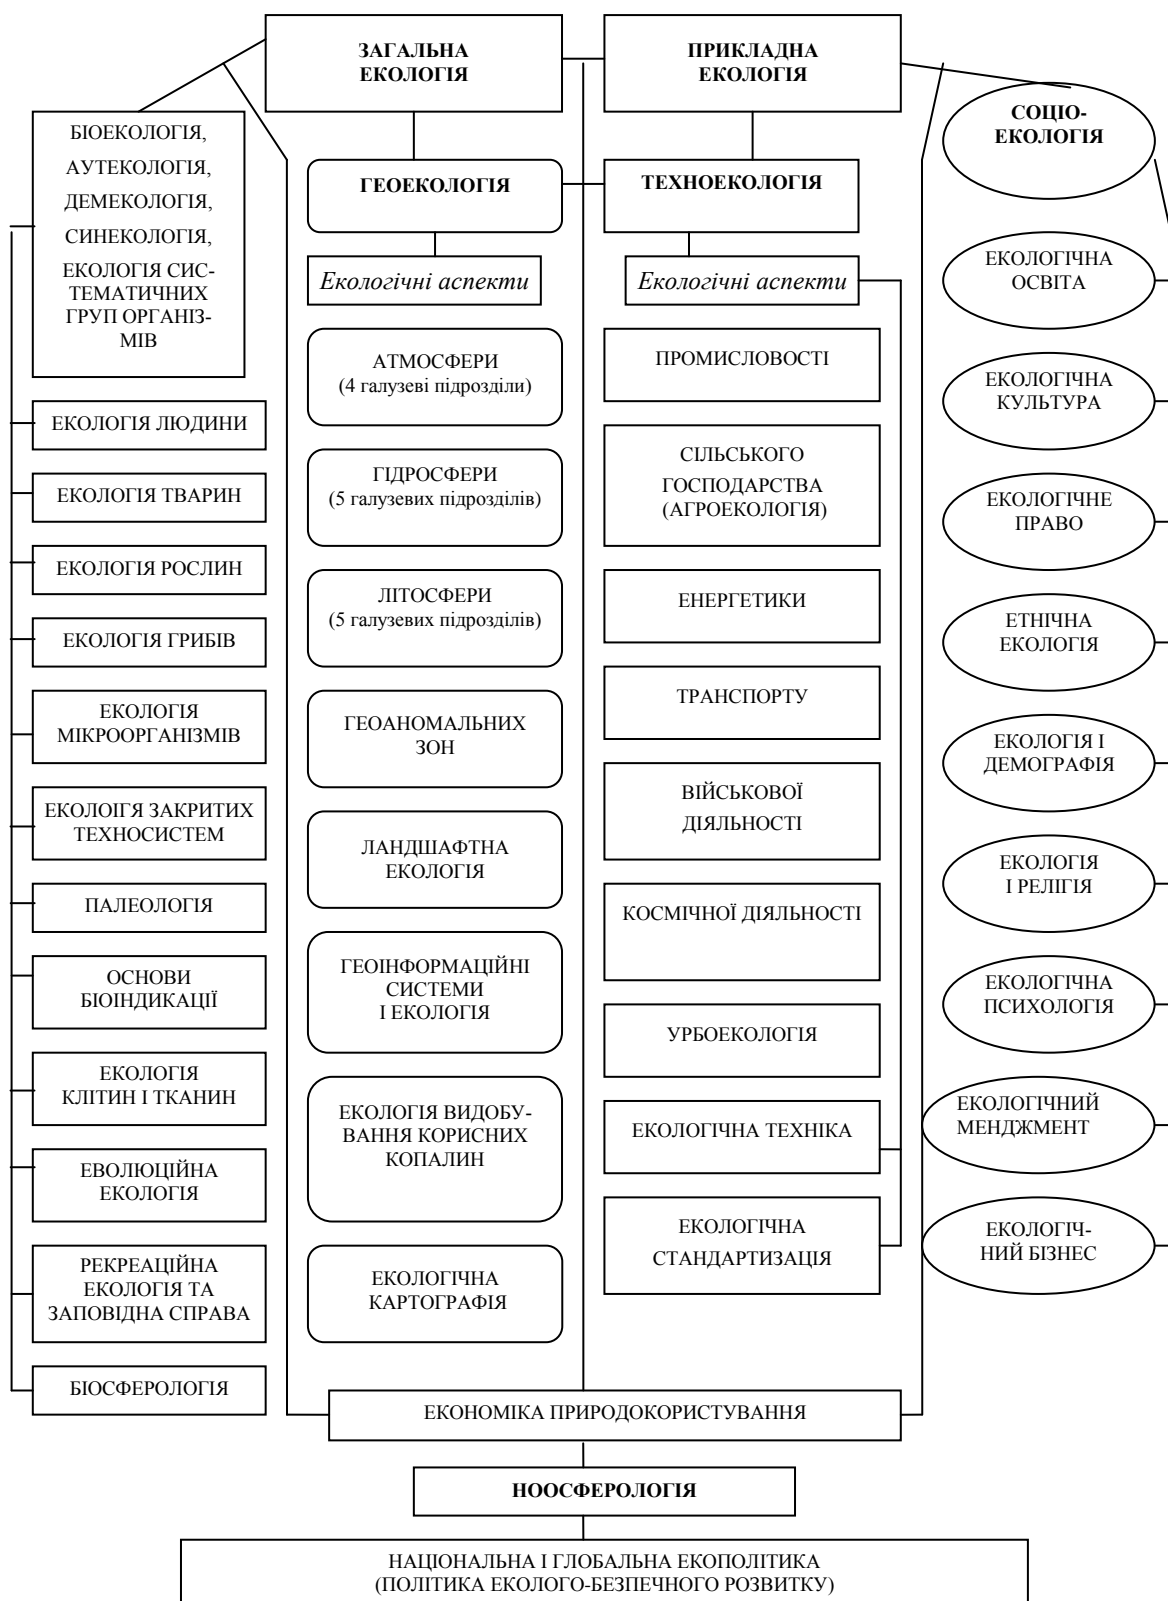 ЗАГАЛЬНА
ЕКОЛОГІЯ
ПРИКЛАДНА
ЕКОЛОГІЯ
СОЦІО-
ЕКОЛОГІЯ
БІОЕКОЛОГІЯ,
АУТЕКОЛОГІЯ,
ДЕМЕКОЛОГІЯ,
СИНЕКОЛОГІЯ,
ЕКОЛОГІЯ СИС-
ТЕМАТИЧНИХ
ГРУП ОРГАНІЗ-
МІВ
ЕКОЛОГІЯ ЛЮДИНИ
ЕКОЛОГІЯ ТВАРИН
ЕКОЛОГІЯ РОСЛИН
ЕКОЛОГІЯ ГРИБІВ
ЕКОЛОГІЯ
МІКРООРГАНІЗМІВ
ЕКОЛОІГЯ ЗАКРИТИХ
ТЕХНОСИСТЕМ
ПАЛЕОЛОГІЯ
ОСНОВИ
БІОІНДИКАЦІЇ
ЕКОЛОГІЯ
КЛІТИН І ТКАНИН
ЕВОЛЮЦІЙНА
ЕКОЛОГІЯ
РЕКРЕАЦІЙНА
ЕКОЛОГІЯ ТА
ЗАПОВІДНА СПРАВА
БІОСФЕРОЛОГІЯ
ГЕОЕКОЛОГІЯ
Екологічні аспекти
АТМОСФЕРИ
(4 галузеві підрозділи)
ГІДРОСФЕРИ
(5 галузевих підрозділів)
ЛІТОСФЕРИ
(5 галузевих підрозділів)
ГЕОАНОМАЛЬНИХ
ЗОН
ЛАНДШАФТНА
ЕКОЛОГІЯ
ГЕОІНФОРМАЦІЙНІ
СИСТЕМИ
І ЕКОЛОГІЯ
ЕКОЛОГІЯ ВИДОБУ-
ВАННЯ КОРИСНИХ
КОПАЛИН
ЕКОЛОГІЧНА
КАРТОГРАФІЯ
ТЕХНОЕКОЛОГІЯ
Екологічні аспекти
ПРОМИСЛОВОСТІ
СІЛЬСЬКОГО
ГОСПОДАРСТВА
(АГРОЕКОЛОГІЯ)
ЕНЕРГЕТИКИ
ТРАНСПОРТУ
ВІЙСЬКОВОЇ
ДІЯЛЬНОСТІ
КОСМІЧНОЇ ДІЯЛЬНОСТІ
УРБОЕКОЛОГІЯ
ЕКОЛОГІЧНА ТЕХНІКА
ЕКОЛОГІЧНА
СТАНДАРТИЗАЦІЯ
ЕКОЛОГІЧНА
ОСВІТА
ЕКОЛОГІЧНА
КУЛЬТУРА
ЕКОЛОГІЧНЕ
ПРАВО
ЕТНІЧНА
ЕКОЛОГІЯ
ЕКОЛОГІЯ І
ДЕМОГРАФІЯ
ЕКОЛОГІЯ
І РЕЛІГІЯ
ЕКОЛОГІЧНА
ПСИХОЛОГІЯ
ЕКОЛОГІЧНИЙ
МЕНДЖМЕНТ
ЕКОЛОГІЧ-
НИЙ БІЗНЕС
ЕКОНОМІКА ПРИРОДОКОРИСТУВАННЯ
НООСФЕРОЛОГІЯ
НАЦІОНАЛЬНА І ГЛОБАЛЬНА ЕКОПОЛІТИКА
(ПОЛІТИКА ЕКОЛОГО-БЕЗПЕЧНОГО РОЗВИТКУ)